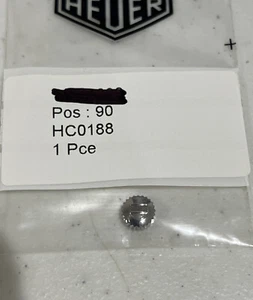 HEUER
Pos : 90
HC0188
1 Pce